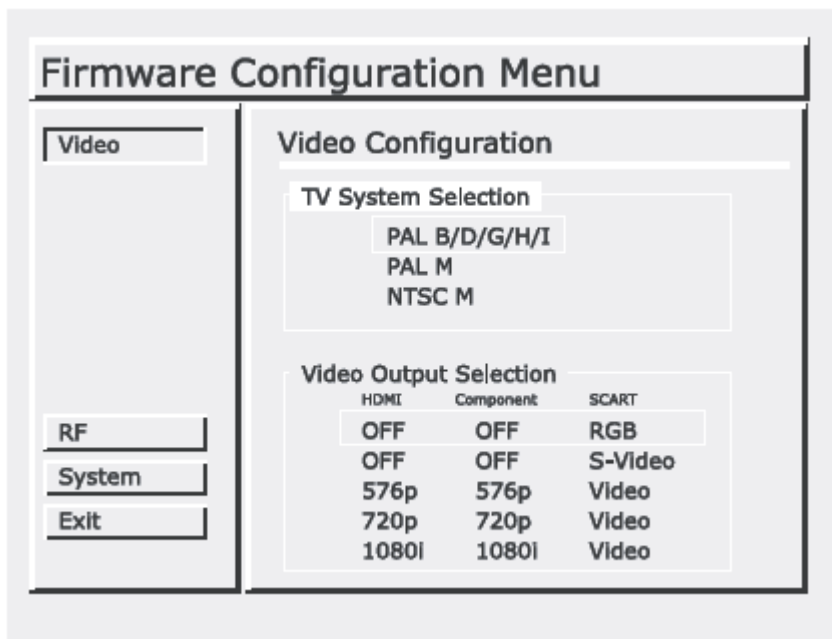 Firmware Configuration Menu
Video
RF
System
Exit
Video Configuration
TV System Selection
PAL B/D/G/H/I
PAL M
NTSC M
Video Output Selection
HDMI Component SCART
OFF OFF RGB
OFF OFF S-Video
576p 576p Video
720p 720p Video
1080i 1080i Video